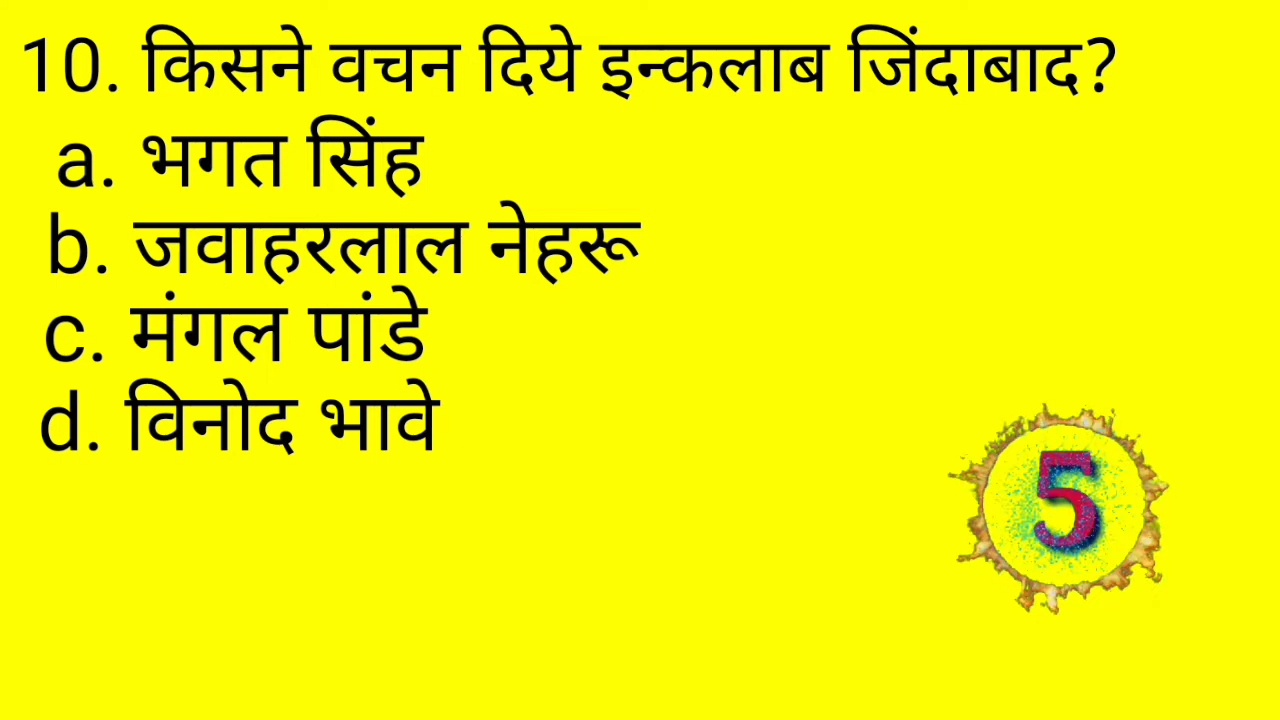 10. किसने वचन दिये इन्कलाब जिंदाबाद?
a. भगत सिंह
b. जवाहरलाल नेहरू
c. मंगल पांडे
d. विनोद भावे
5